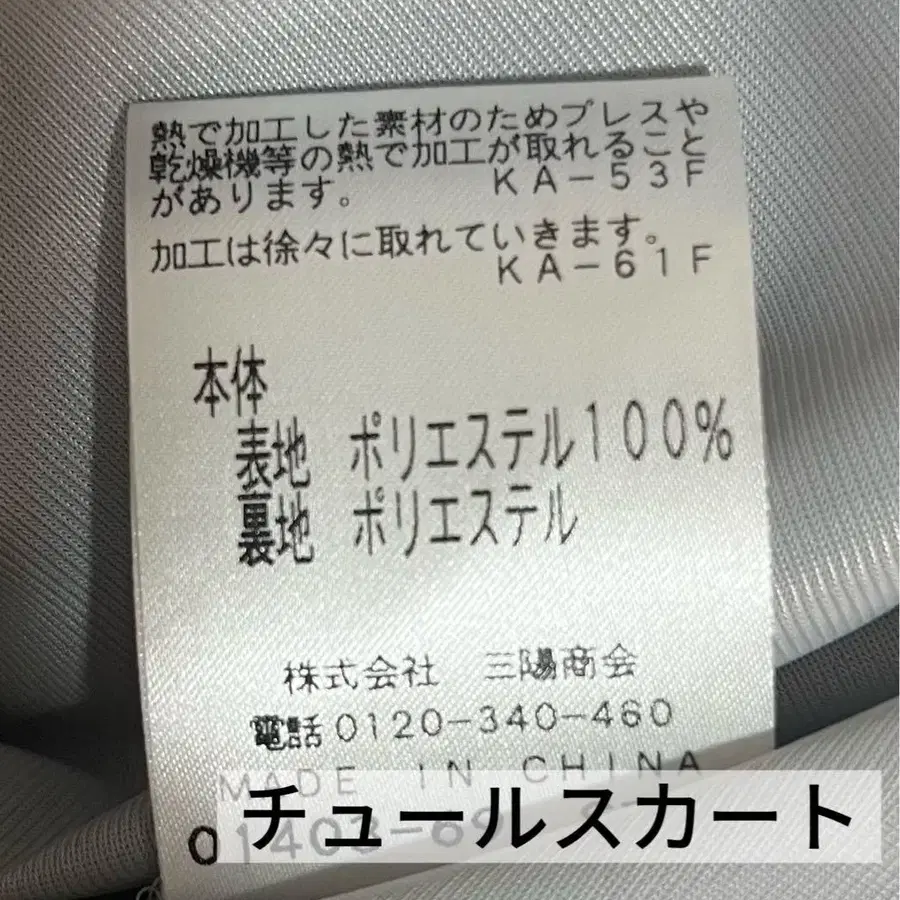 熱で加工した素材のためプレスや
乾燥機等の熱で加工が取れること
があります。 KA-53F
加工は徐々に取れていきます。
KA-61F
本体
表地 ポリエステル100%
裏地 ポリエステル
株式会社 三陽商会
電話0120-340-460
MADE IN CHINA
チュールスカート